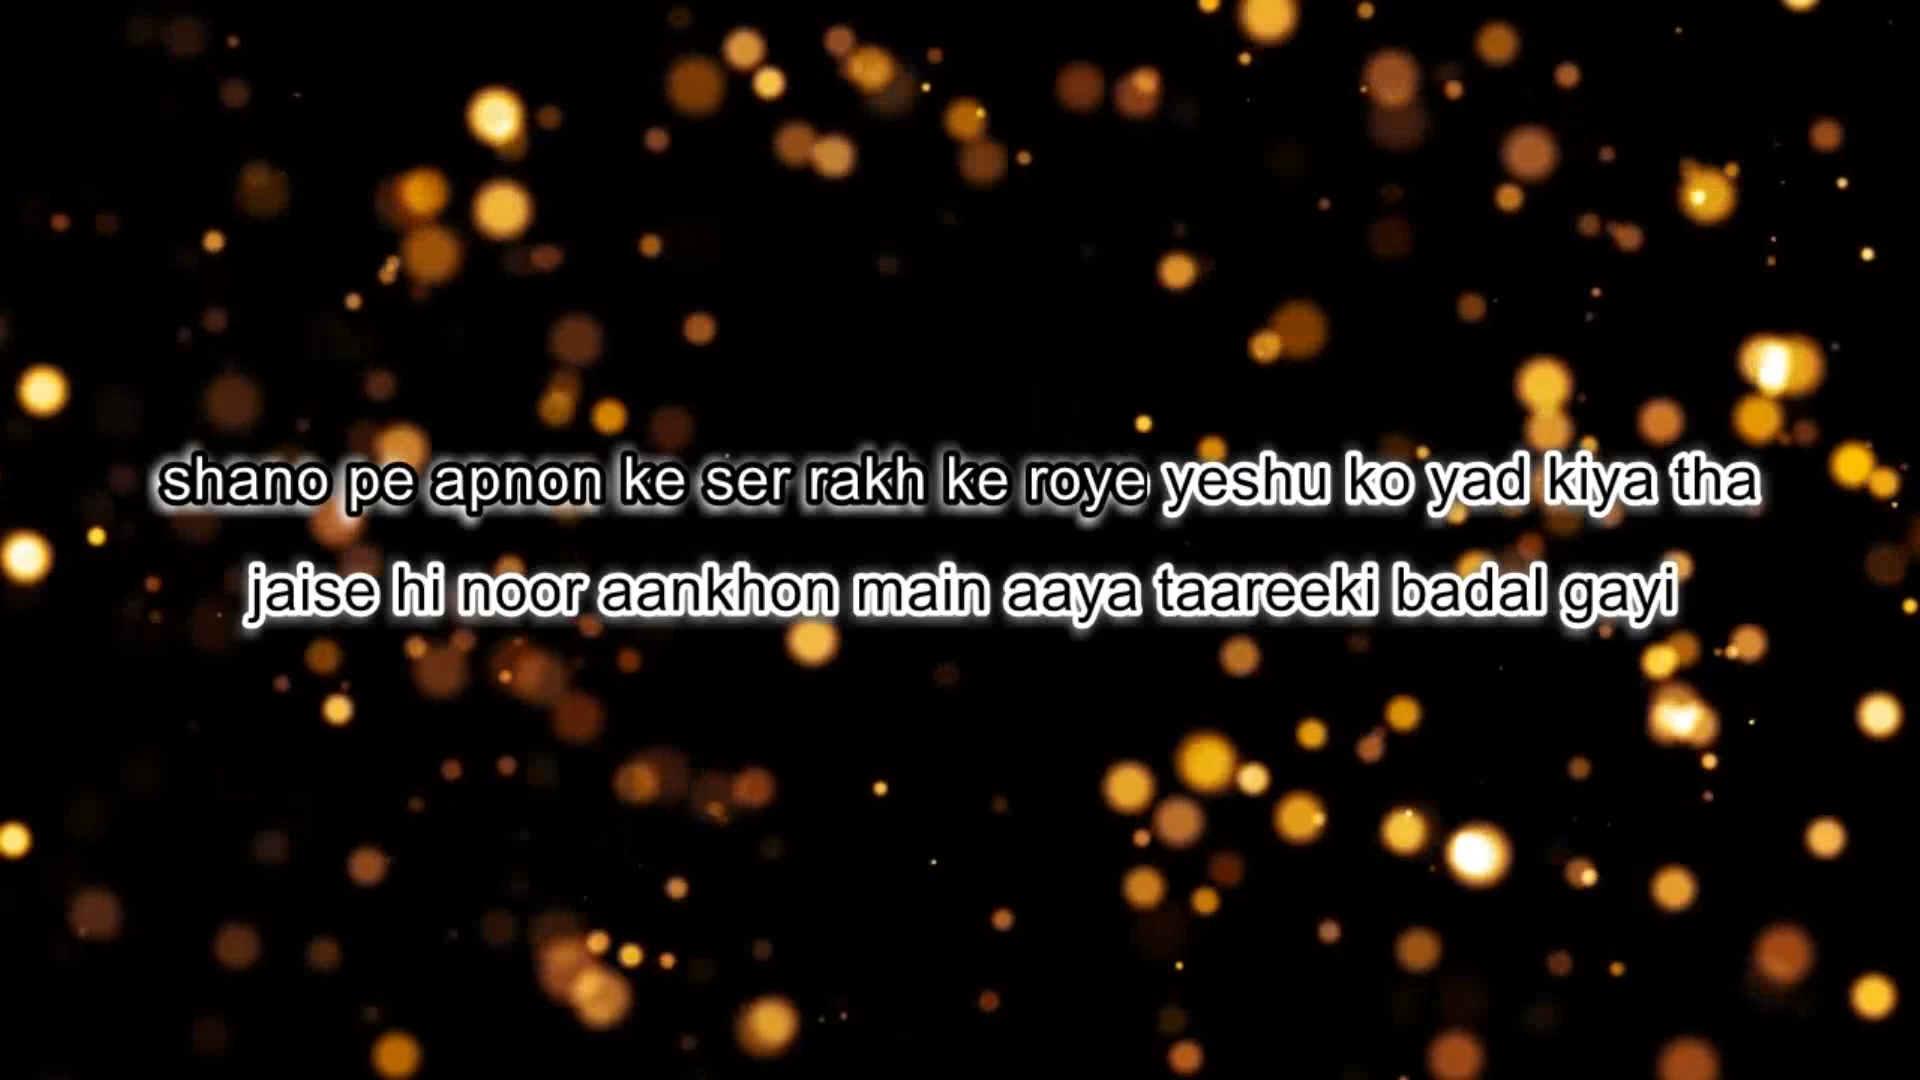 shano pe apnon ke ser rakh ke roye yeshu ko yad kiya tha
jaise hi noor aankhon main aaya taareeki badal gayi